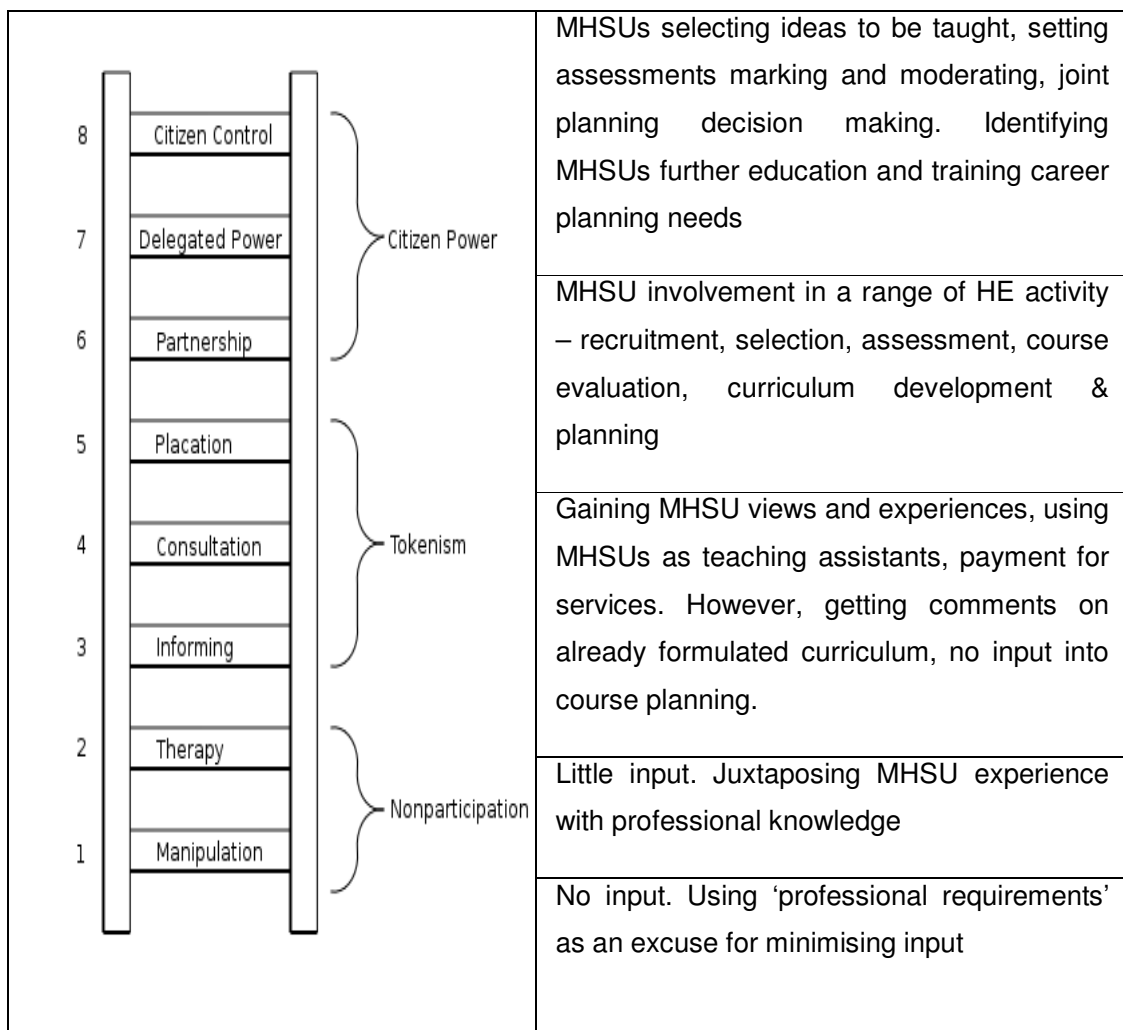 8 Citizen Control
7 Delegated Power
Citizen Power
6 Partnership
5 Placation
4 Consultation
Tokenism
3 Informing
2 Therapy
Nonparticipation
1 Manipulation
MHSUs selecting ideas to be taught, setting
assessments marking and moderating, joint
planning decision making. Identifying
MHSUs further education and training career
planning needs
MHSU involvement in a range of HE activity
– recruitment, selection, assessment, course
evaluation, curriculum development &
planning
Gaining MHSU views and experiences, using
MHSUs as teaching assistants, payment for
services. However, getting comments on
already formulated curriculum, no input into
course planning.
Little input. Juxtaposing MHSU experience
with professional knowledge
No input. Using ‘professional requirements’
as an excuse for minimising input